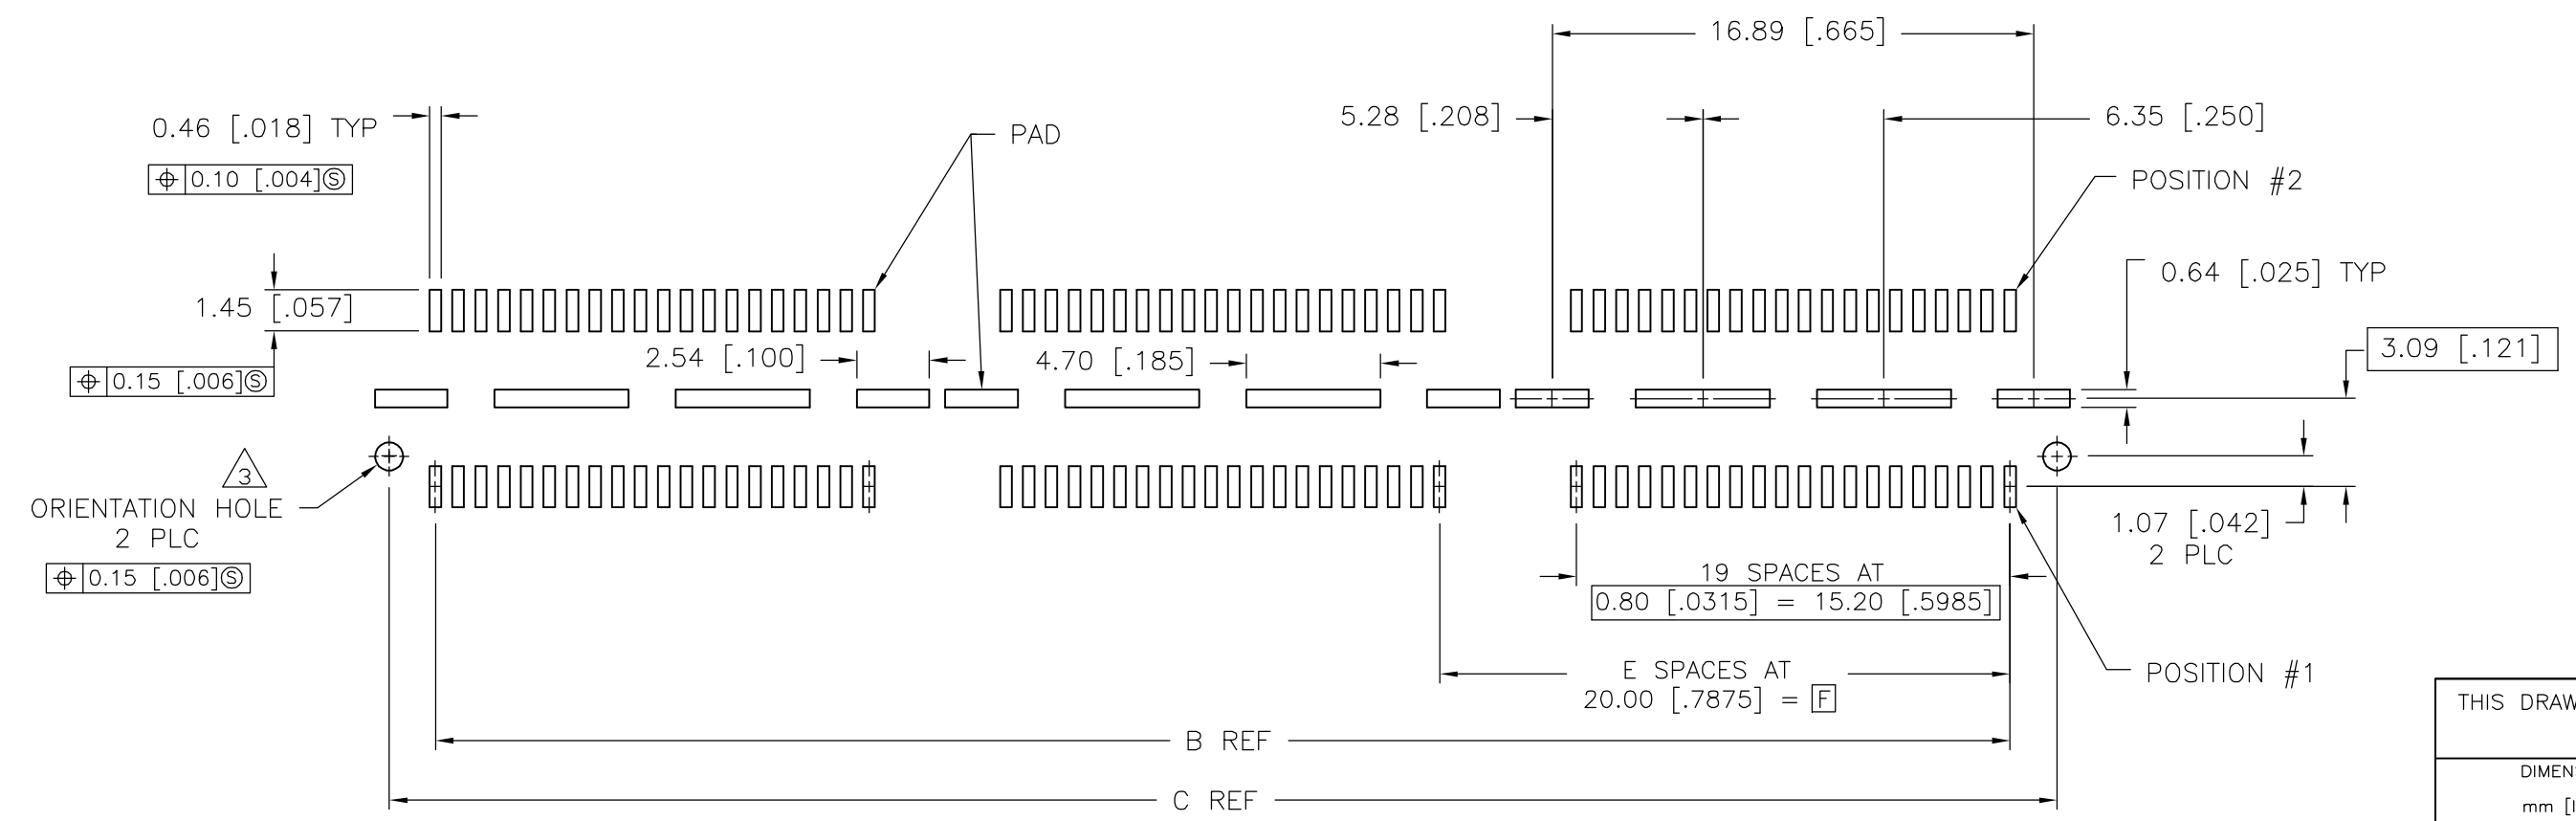 16.89 [.665]
5.28 [.208]
6.35 [.250]
0.46 [.018] TYP
PAD
⌖ 0.10 [.004]Ⓢ
POSITION #2
0.64 [.025] TYP
1.45 [.057]
2.54 [.100]
4.70 [.185]
3.09 [.121]
⌖ 0.15 [.006]Ⓢ
3
ORIENTATION HOLE
2 PLC
⌖ 0.15 [.006]Ⓢ
1.07 [.042]
2 PLC
19 SPACES AT
0.80 [.0315] = 15.20 [.5985]
E SPACES AT
20.00 [.7875] = F
POSITION #1
B REF
C REF
THIS DRAW
DIMEN
mm [I